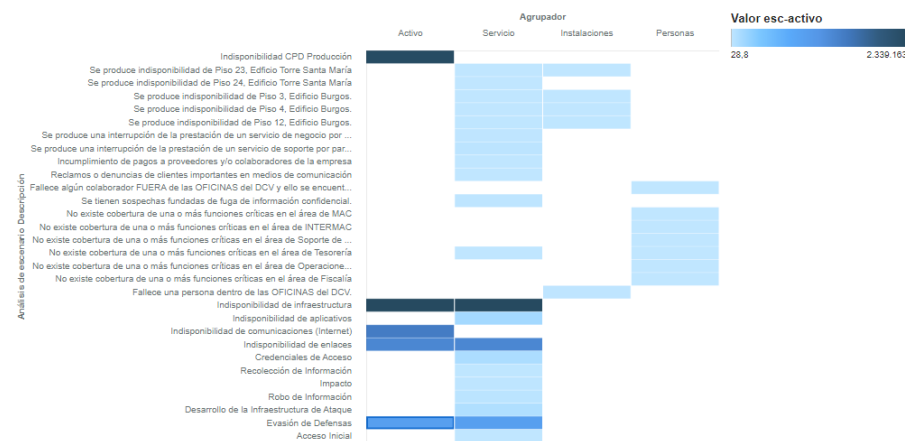 Agrupador
Activo Servicio Instalaciones Personas
Valor esc-activo
28,8 2.339.163
Análisis de escenario Descripción
Indisponibilidad CPD Producción
Se produce indisponibilidad de Piso 23, Edficio Torre Santa María
Se produce indisponibilidad de Piso 24, Edificio Torre Santa María
Se produce indisponibilidad de Piso 3, Edificio Burgos.
Se produce indisponibilidad de Piso 4, Edificio Burgos.
Se produce indisponibilidad de Piso 12, Edificio Burgos.
Se produce una interrupción de la prestación de un servicio de negocio por ...
Se produce una interrupción de la prestación de un servicio de soporte por par...
Incumplimiento de pagos a proveedores y/o colaboradores de la empresa
Reclamos o denuncias de clientes importantes en medios de comunicación
Fallece algún colaborador FUERA de las OFICINAS del DCV y ello se encuent...
Se tienen sospechas fundadas de fuga de información confidencial.
No existe cobertura de una o más funciones críticas en el área de MAC
No existe cobertura de una o más funciones críticas en el área de INTERMAC
No existe cobertura de una o más funciones críticas en el área de Soporte de ...
No existe cobertura de una o más funciones críticas en el área de Tesorería
No existe cobertura de una o más funciones críticas en el área de Operacione...
No existe cobertura de una o más funciones críticas en el área de Fiscalía
Fallece una persona dentro de las OFICINAS del DCV.
Indisponibilidad de infraestructura
Indisponibilidad de aplicativos
Indisponibilidad de comunicaciones (Internet)
Indisponibilidad de enlaces
Credenciales de Acceso
Recolección de Información
Impacto
Robo de Información
Desarrollo de la Infraestructura de Ataque
Evasión de Defensas
Acceso Inicial